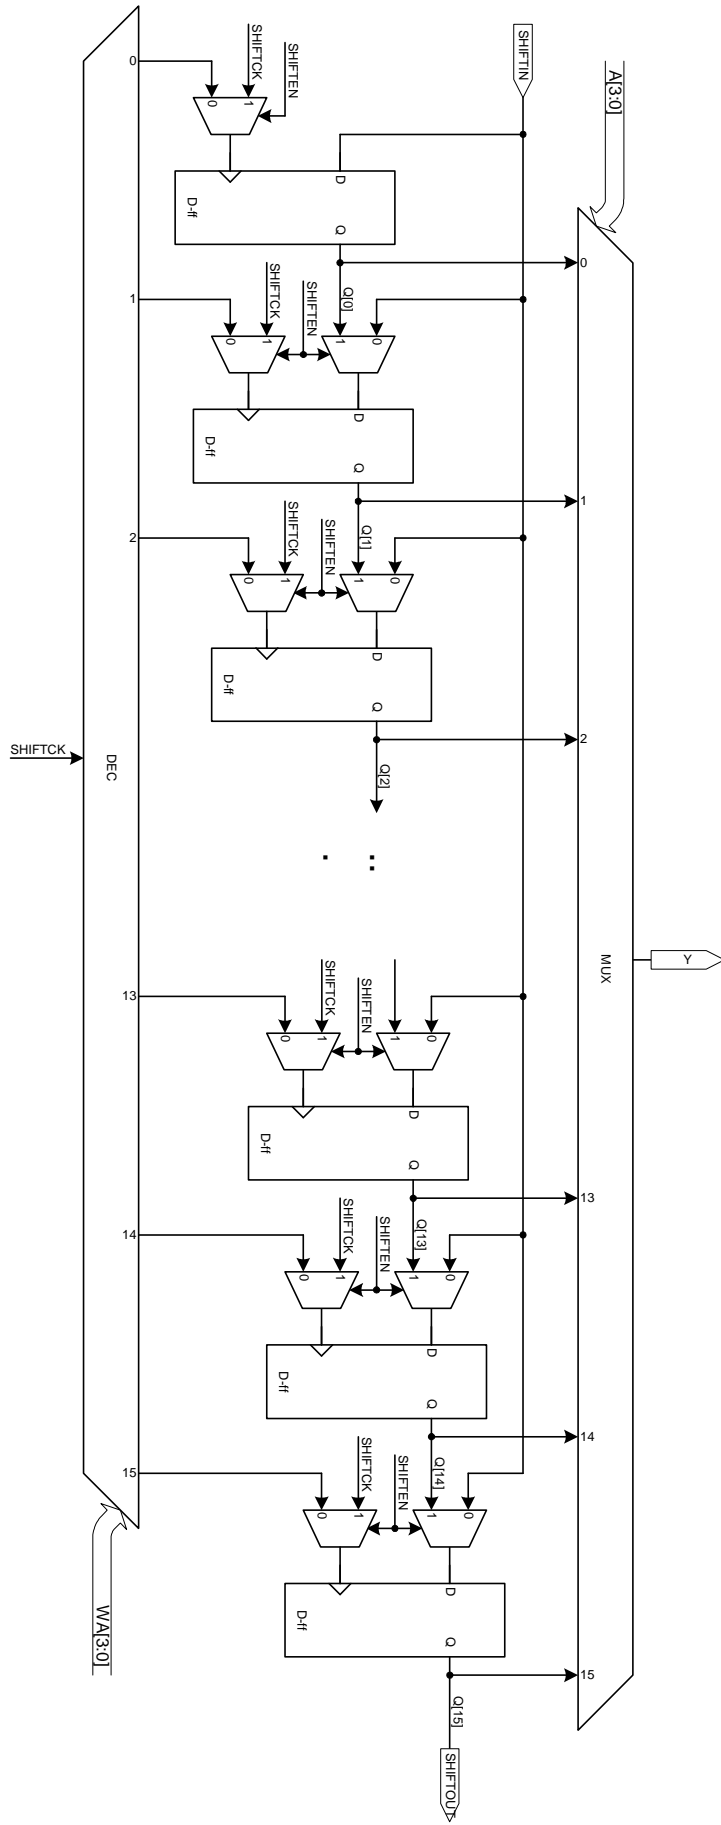 SHIFTCK
SHIFTEN
SHIFTIN
A[3:0]
0
0
1
D
D-ff
Q
0
1
SHIFTCK
SHIFTEN
Q[0]
0
1
1
0
D
D-ff
Q
1
2
SHIFTCK
SHIFTEN
Q[1]
0
1
1
0
D
D-ff
Q
2
SHIFTCK
DEC
Q[2]
. :
MUX
Y
13
SHIFTCK
SHIFTEN
0
1
1
0
D
D-ff
Q
13
14
SHIFTCK
SHIFTEN
Q[13]
0
1
1
0
D
D-ff
Q
14
15
SHIFTCK
SHIFTEN
Q[14]
0
1
1
0
D
D-ff
Q
WA[3:0]
15
Q[15]
SHIFTOUT